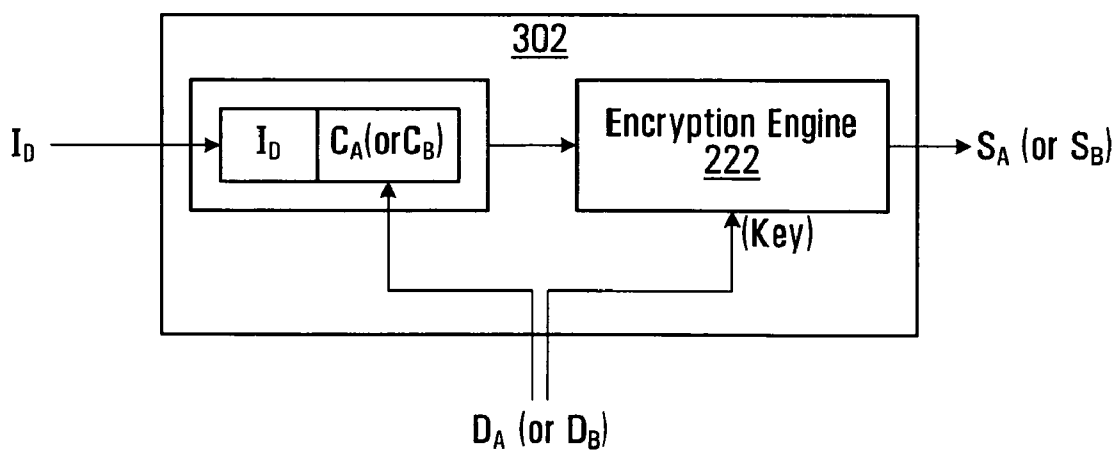 302
I_D
I_D
C_A(orC_B)
Encryption Engine
222
S_A (or S_B)
(Key)
D_A (or D_B)